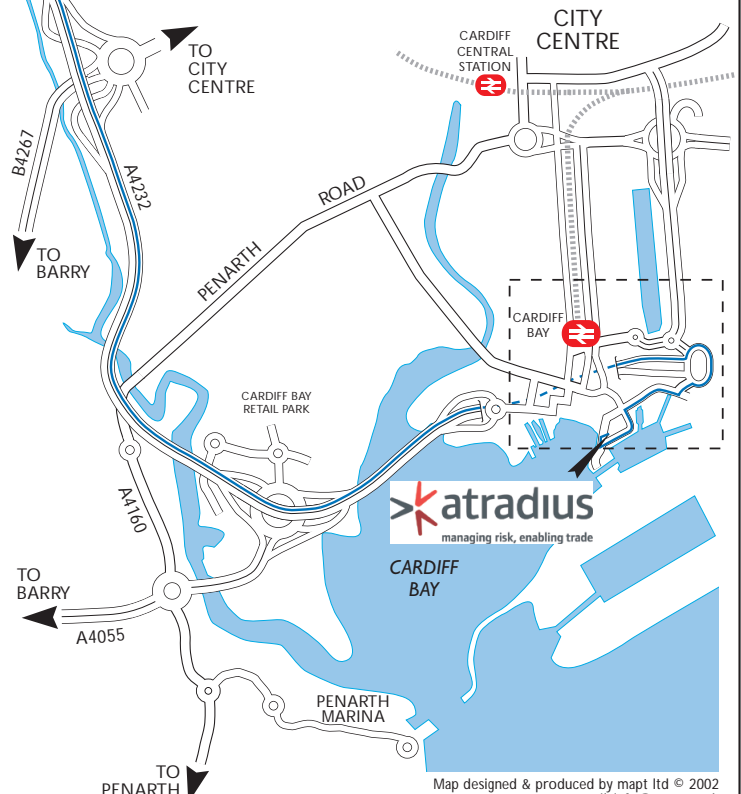 CITY
CENTRE
CARDIFF
CENTRAL
STATION
TO
CITY
CENTRE
B4267
A4232
ROAD
PENARTH
TO
BARRY
CARDIFF
BAY
CARDIFF BAY
RETAIL PARK
A4160
atradius
managing risk, enabling trade
CARDIFF
BAY
TO
BARRY
A4055
PENARTH
MARINA
TO
PENARTH
Map designed & produced by mapt ltd © 2002